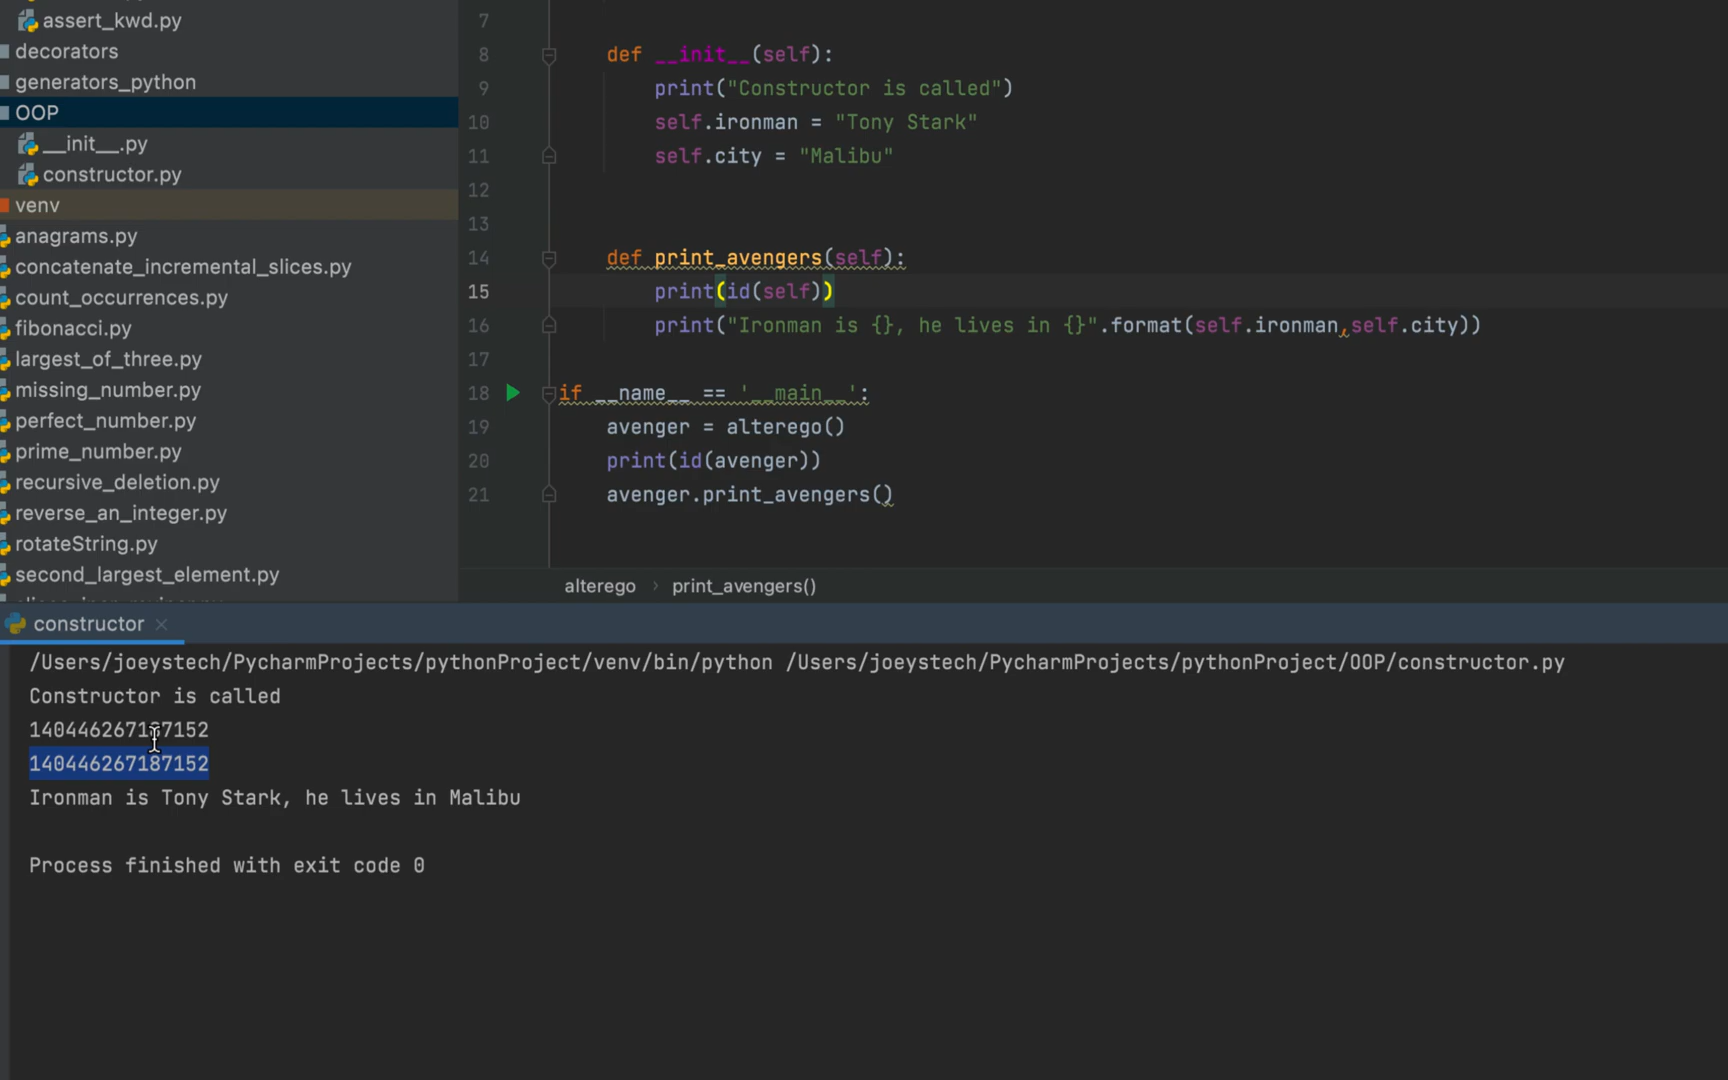 assert_kwd.py
decorators
generators_python
OOP
__init__.py
constructor.py
venv
anagrams.py
concatenate_incremental_slices.py
count_occurrences.py
fibonacci.py
largest_of_three.py
missing_number.py
perfect_number.py
prime_number.py
recursive_deletion.py
reverse_an_integer.py
rotateString.py
second_largest_element.py
7
8 def __init__(self):
9 print("Constructor is called")
10 self.ironman = "Tony Stark"
11 self.city = "Malibu"
12
13
14 def print_avengers(self):
15 print(id(self))
16 print("Ironman is {}, he lives in {}".format(self.ironman,self.city))
17
18 if __name__ == '__main__':
19 avenger = alterego()
20 print(id(avenger))
21 avenger.print_avengers()
alterego › print_avengers()
constructor ×
/Users/joeystech/PycharmProjects/pythonProject/venv/bin/python /Users/joeystech/PycharmProjects/pythonProject/OOP/constructor.py
Constructor is called
140446267187152
140446267187152
Ironman is Tony Stark, he lives in Malibu
Process finished with exit code 0